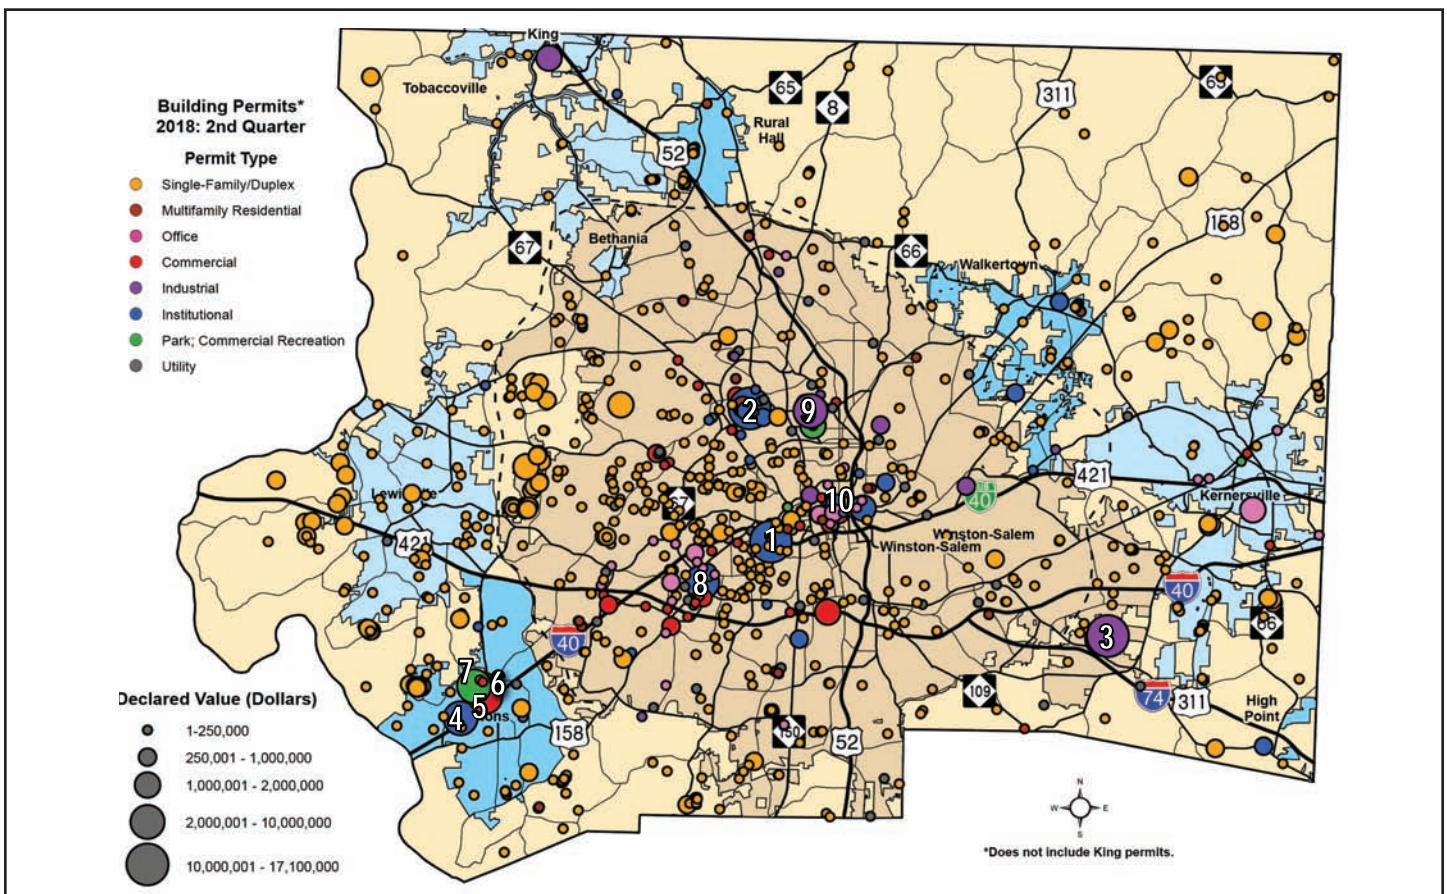 King
Tobaccoville
65
8
311
65
Building Permits*
2018: 2nd Quarter
Rural
Hall
52
Permit Type
Single-Family/Duplex
Multifamily Residential
Office
Commercial
Industrial
Institutional
Park; Commercial Recreation
Utility
158
67
Bethania
66
Walkertown
2
9
421
67
10
40
Kernersville
Winston-Salem
Winston-Salem
421
1
8
40
40
3
66
7
6
5
4
74
311
109
High
Point
158
150
52
Declared Value (Dollars)
1-250,000
250,001 - 1,000,000
1,000,001 - 2,000,000
2,000,001 - 10,000,000
10,000,001 - 17,100,000
N
W
E
S
*Does not include King permits.